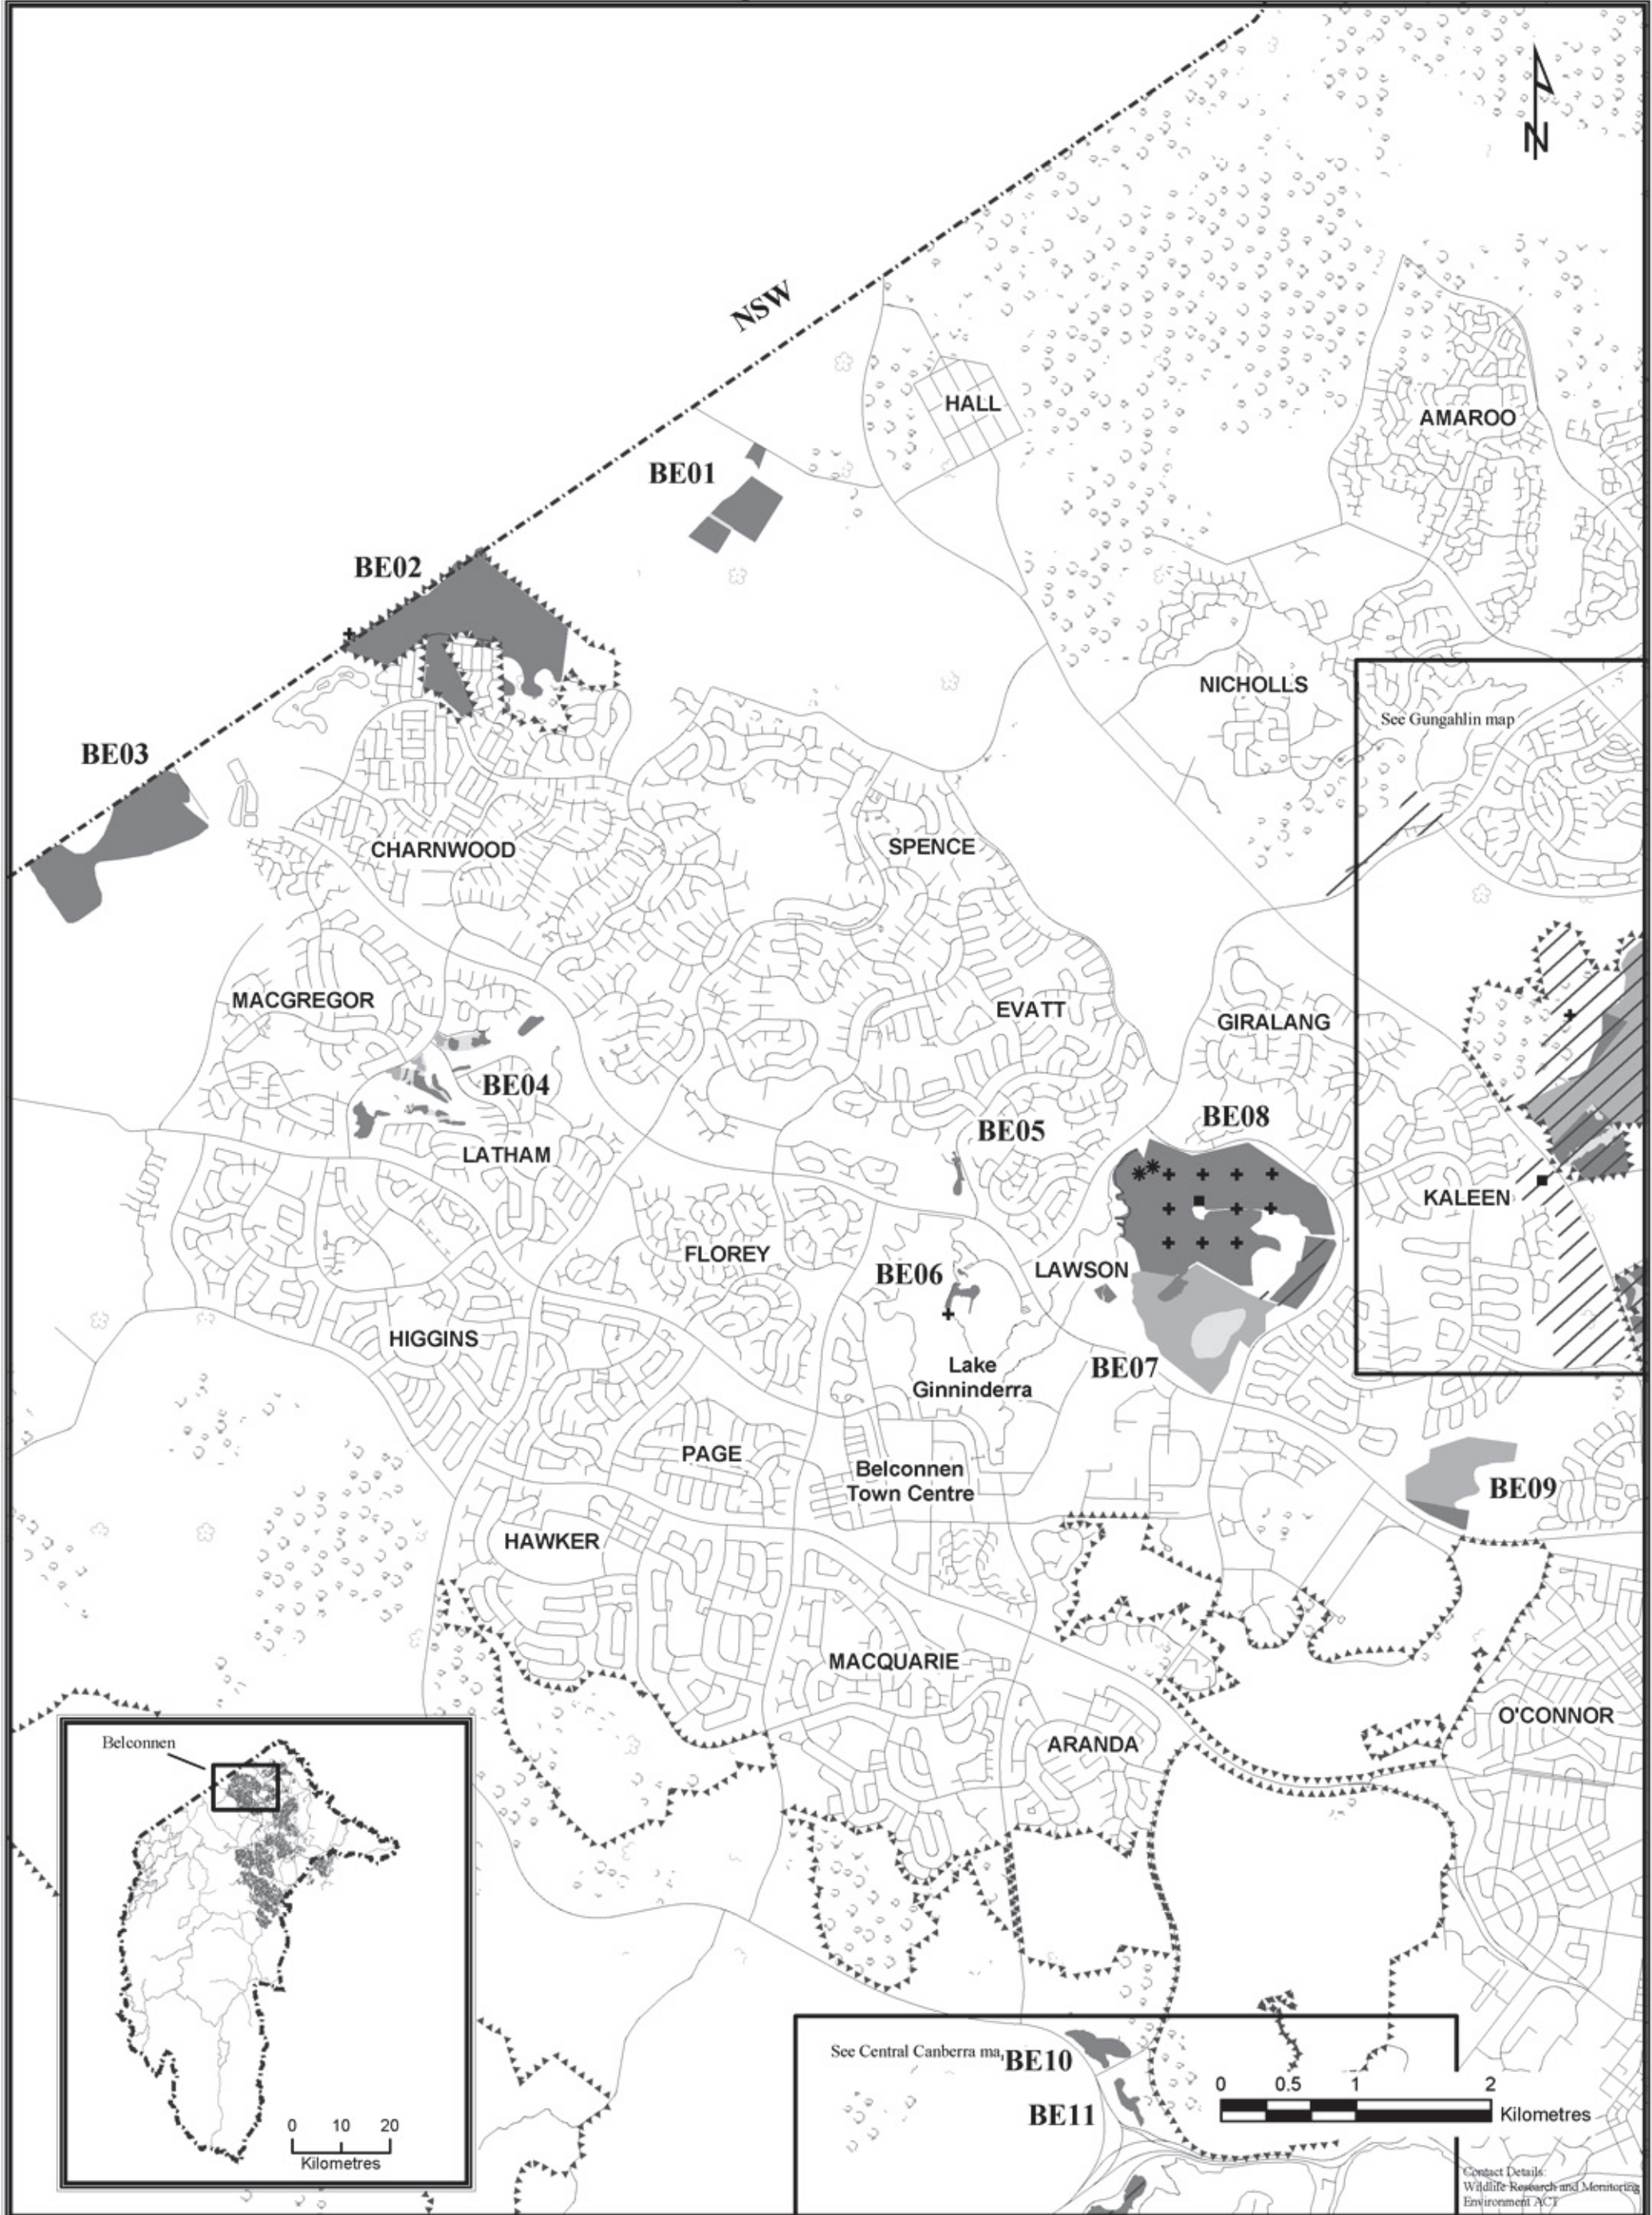 N
NSW
HALL
AMAROO
BE01
BE02
NICHOLLS
See Gungahlin map
BE03
CHARNWOOD
SPENCE
MACGREGOR
EVATT
GIRALANG
BE04
BE05
BE08
LATHAM
KALEEN
FLOREY
BE06
LAWSON
HIGGINS
Lake
Ginninderra
BE07
PAGE
Belconnen
Town Centre
BE09
HAWKER
MACQUARIE
O'CONNOR
ARANDA
Belconnen
See Central Canberra ma
BE10
BE11
0 0.5 1 2
Kilometres
0 10 20
Kilometres
Contact Details:
Wildlife Research and Monitoring
Environment ACT